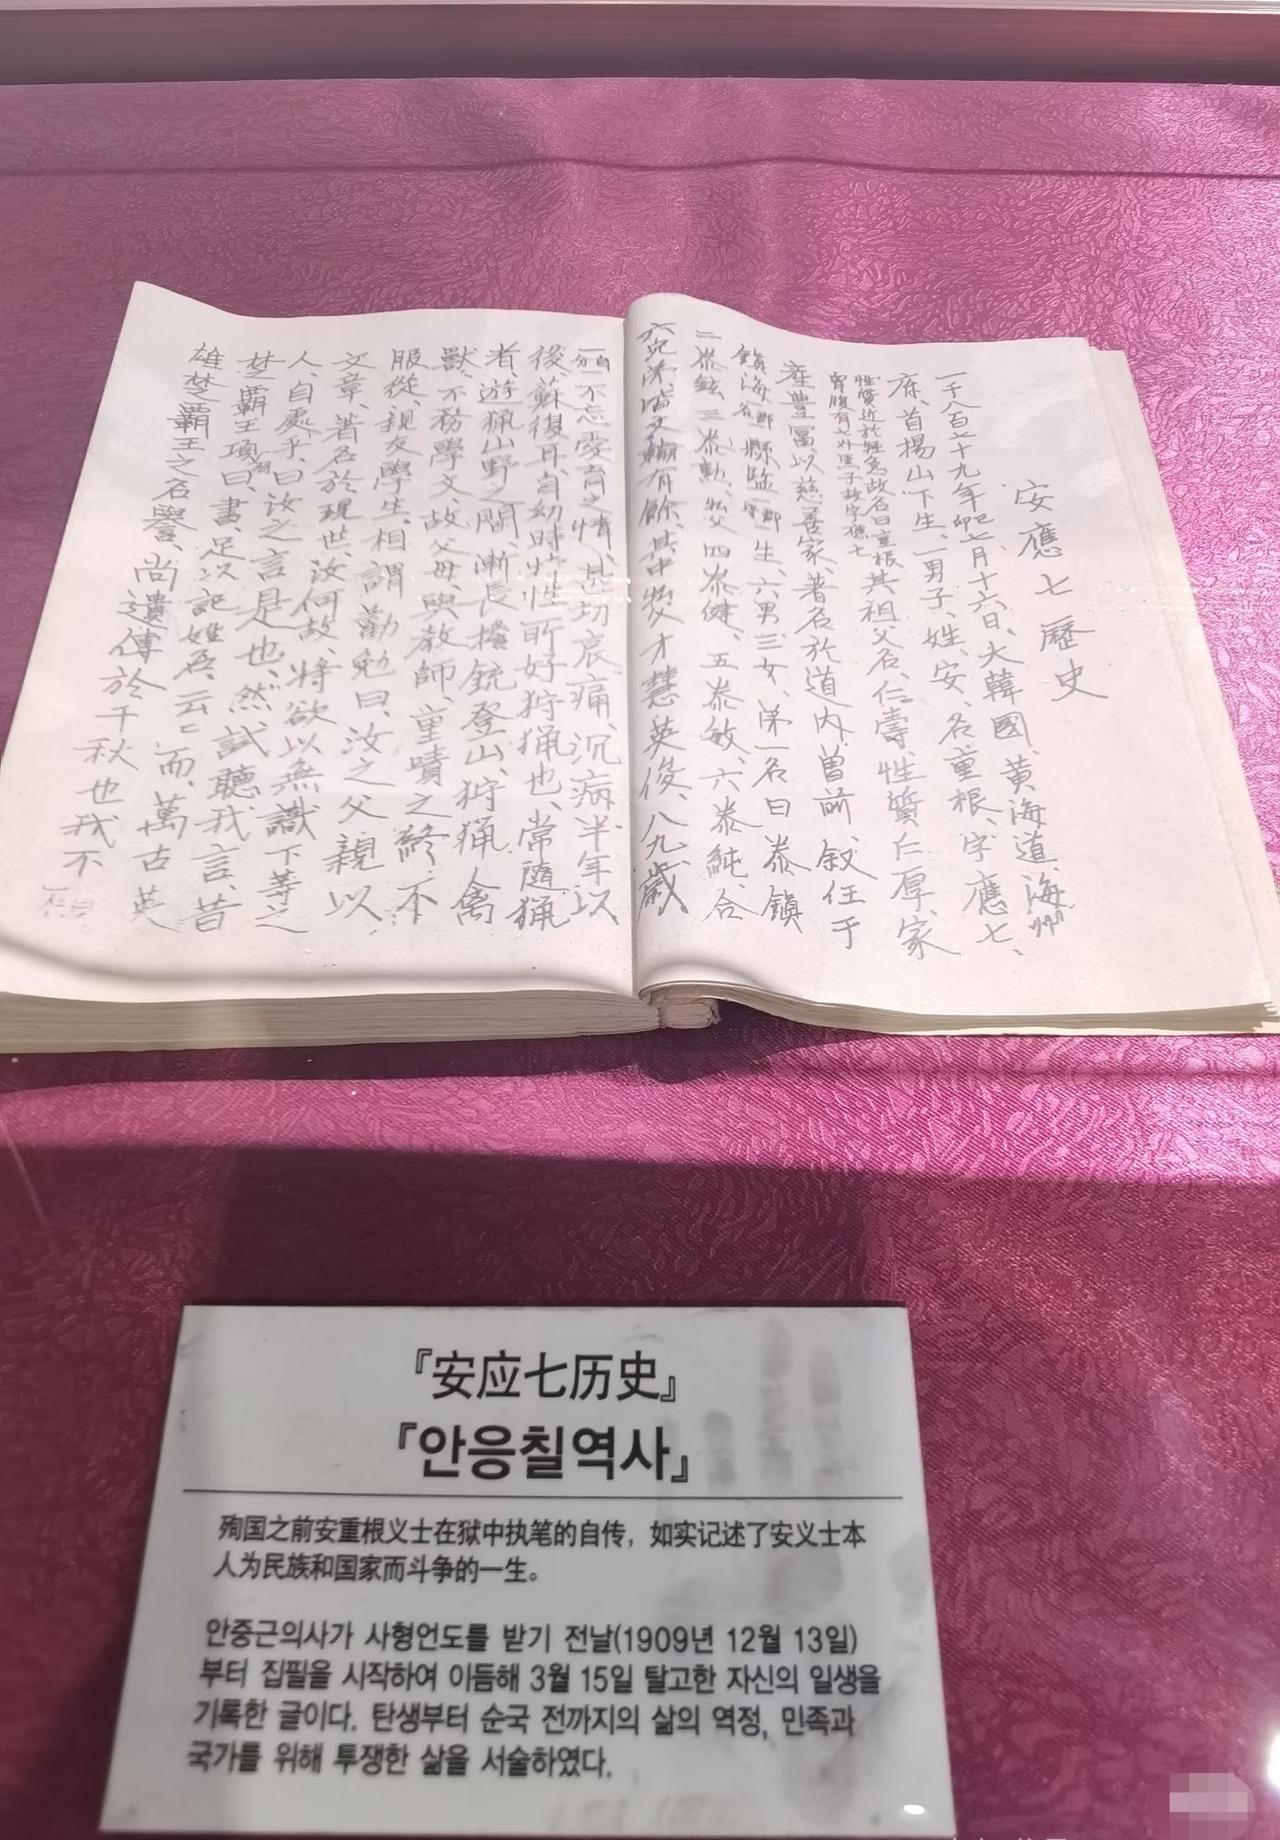 安應七歷史
一千八百七十九年己卯七月十六日、大韓國、黃海道、海州
府、首楊山下生、一男子、姓、安、名重根、字、應七、
性質近於輕急故名曰重根
胷腹有七介黑子故字應七
其祖父名、仁壽、性質仁厚、家
產豊富、以慈善家、著名於道內、曽前、叙任于
鎮海郡縣監 生、六男三女、第一名曰泰鎮
二泰鉉、三泰勳、父 四泰健、五泰敏、六泰純、合
六兄弟、皆文翰有餘、其中 父才慧英俊、八九歲、
不忘愛育之情、甚切哀痛、沉病半年以
後、蘇復耳、自幼時、特性所好狩獵也、常隨獵
者、遊獵山野之間、漸長擔銃登山、狩獵禽
獸、不務學文、故父母與教師、重嘖之、終不
服從、親友學生、相謂勸勉曰、汝之父親以
文章、著名於現世、汝何故、將欲以無識下等之
人、自處乎、曰汝之言是也、然、試聽我言、昔
楚霸王項羽曰、書、足以記姓名、云云、而、萬古英
雄楚霸王之名譽、尚遺傳於千秋也、我不
『安应七历史』
『안응칠역사』
殉国之前安重根义士在狱中执笔的自传，如实记述了安义士本
人为民族和国家而斗争的一生。
안중근의사가 사형언도를 받기 전날(1909년 12월 13일)
부터 집필을 시작하여 이듬해 3월 15일 탈고한 자신의 일생을
기록한 글이다. 탄생부터 순국 전까지의 삶의 역정, 민족과
국가를 위해 투쟁한 삶을 서술하였다.